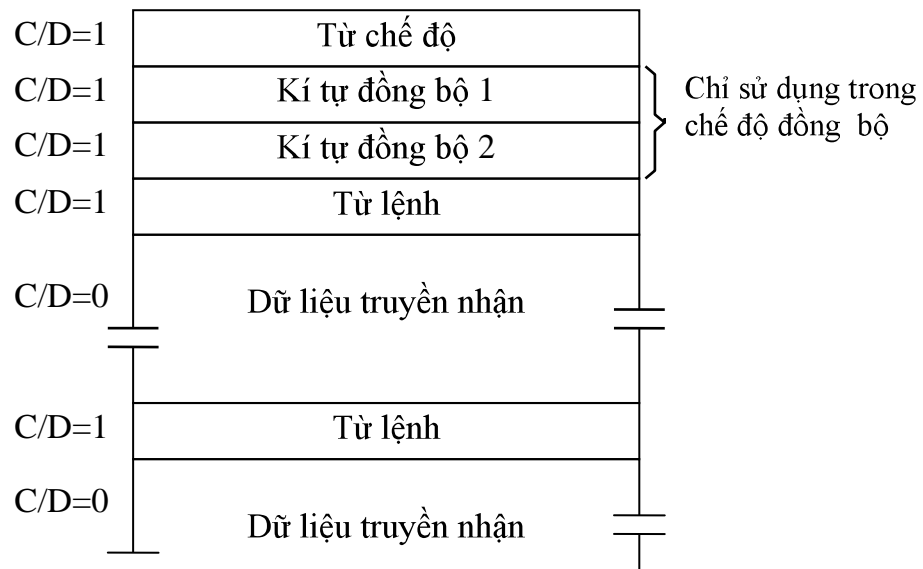 C/D=1 Từ chế độ
C/D=1 Kí tự đồng bộ 1
C/D=1 Kí tự đồng bộ 2
Chỉ sử dụng trong
chế độ đồng bộ
C/D=1 Từ lệnh
C/D=0 Dữ liệu truyền nhận
C/D=1 Từ lệnh
C/D=0
Dữ liệu truyền nhận